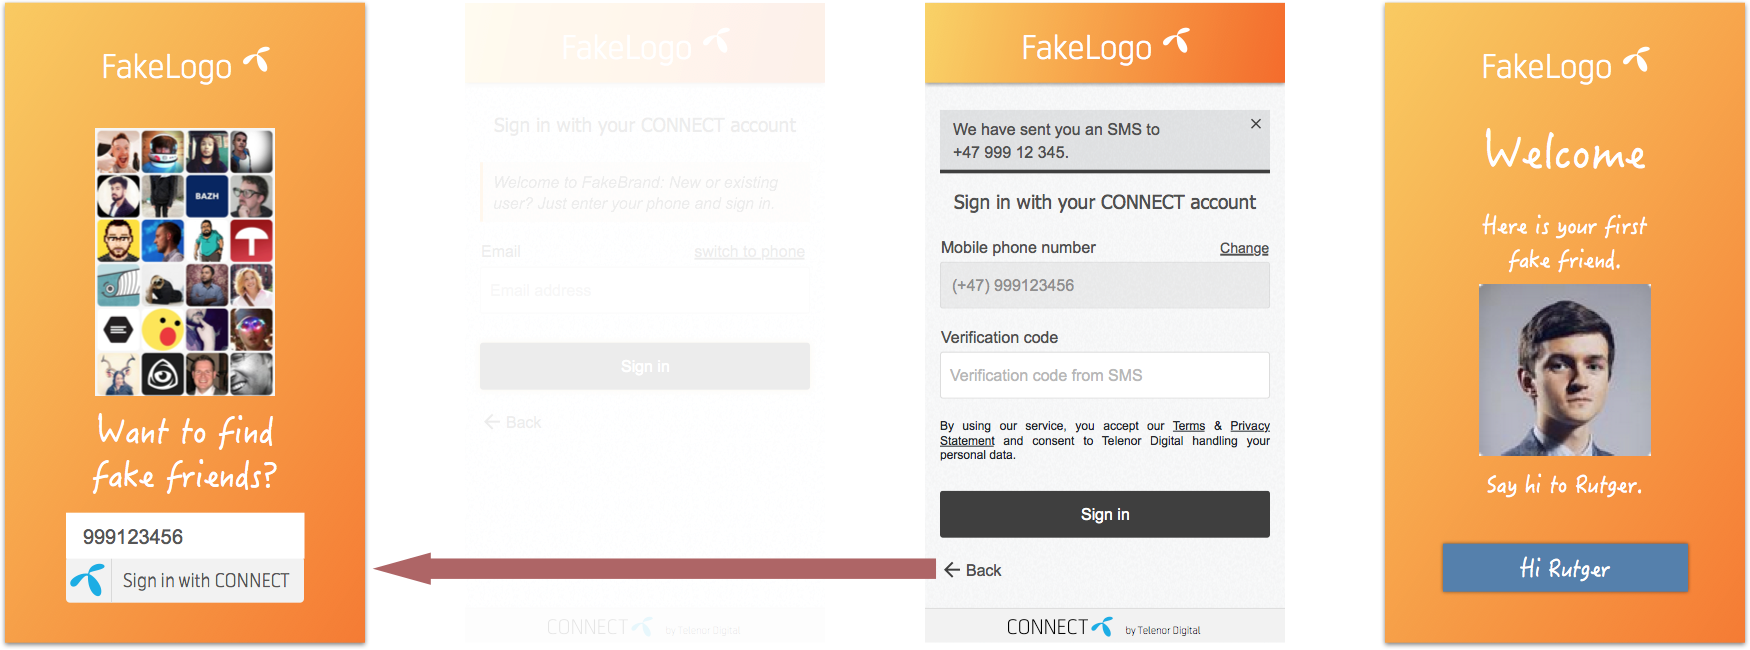 FakeLogo
BAZH
Want to find
fake friends?
999123456
Sign in with CONNECT
FakeLogo
Sign in with your CONNECT account
Welcome to FakeBrand: New or existing
user? Just enter your phone and sign in.
Email switch to phone
Email address
Sign in
Back
CONNECT by Telenor Digital
FakeLogo
We have sent you an SMS to
+47 999 12 345.
Sign in with your CONNECT account
Mobile phone number Change
(+47) 999123456
Verification code
Verification code from SMS
By using our service, you accept our Terms & Privacy
Statement and consent to Telenor Digital handling your
personal data.
Sign in
Back
CONNECT by Telenor Digital
FakeLogo
Welcome
Here is your first
fake friend.
Say hi to Rutger.
Hi Rutger